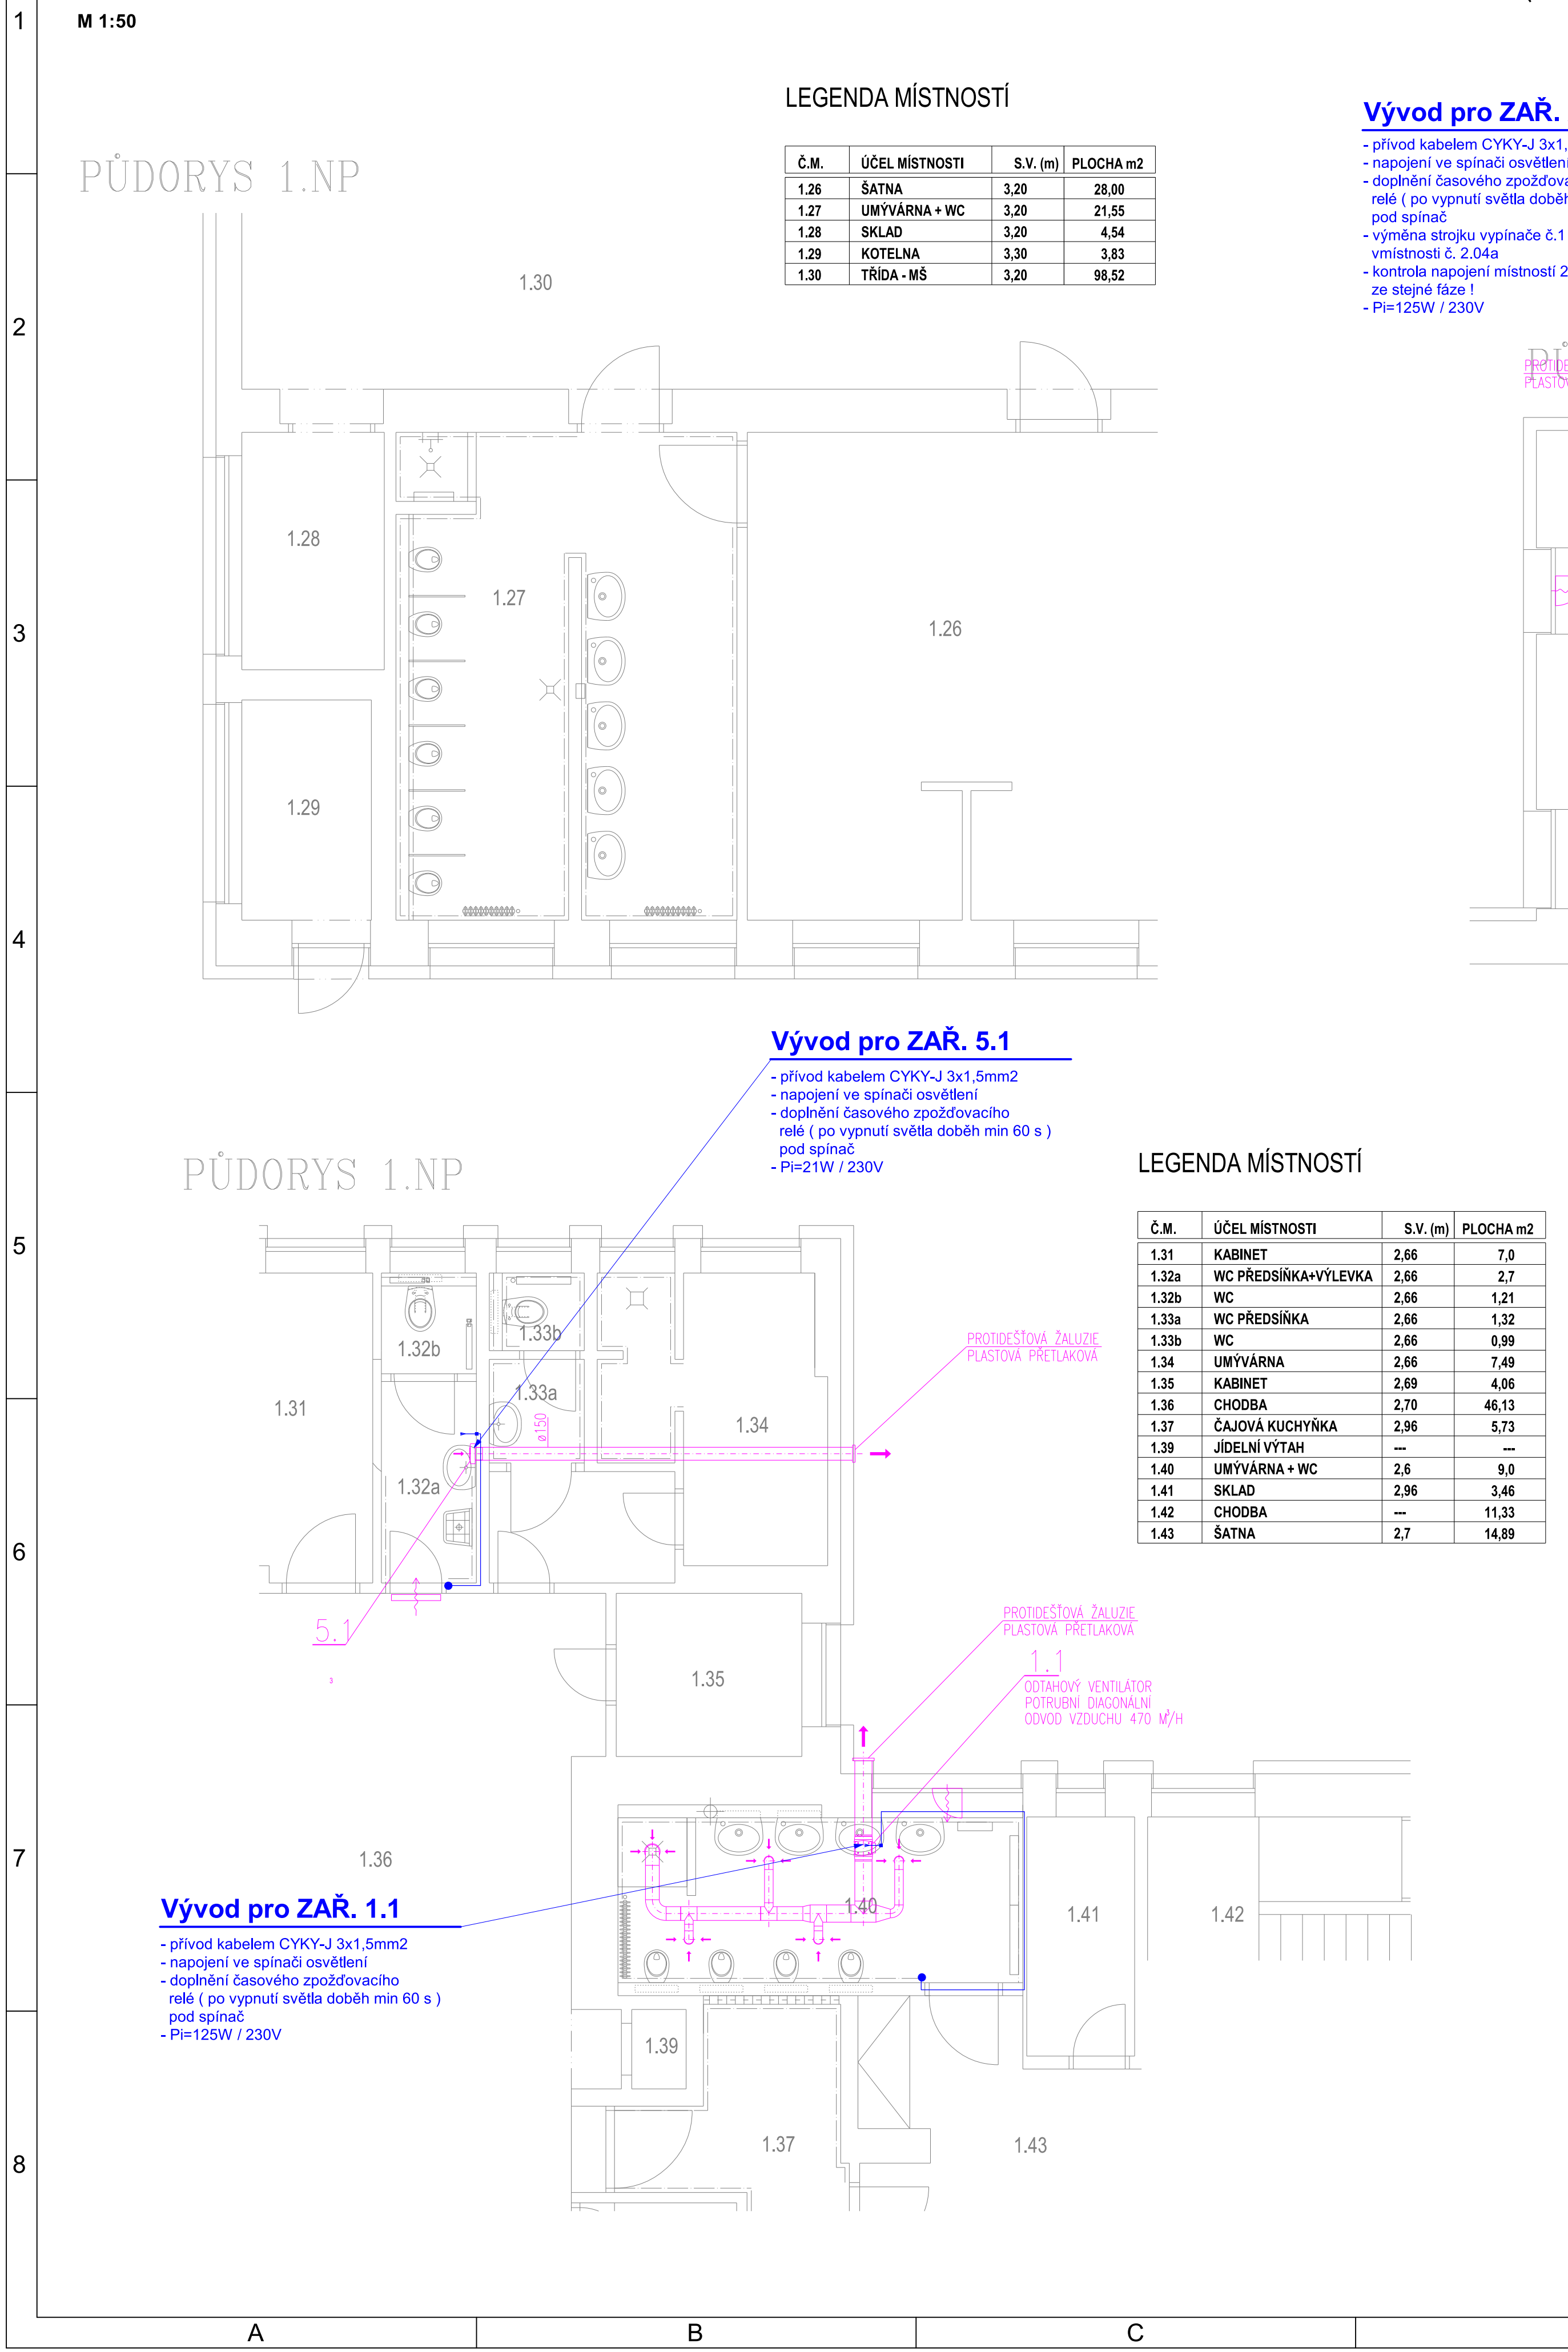 1
M 1:50
LEGENDA MÍSTNOSTÍ
PŮDORYS 1.NP
Č.M. ÚČEL MÍSTNOSTI S.V. (m) PLOCHA m2
1.26 ŠATNA 3,20 28,00
1.27 UMÝVÁRNA + WC 3,20 21,55
1.28 SKLAD 3,20 4,54
1.29 KOTELNA 3,30 3,83
1.30 TŘÍDA - MŠ 3,20 98,52
Vývod pro ZAŘ.
- přívod kabelem CYKY-J 3x1,
- napojení ve spínači osvětlení
- doplnění časového zpožďova
relé ( po vypnutí světla doběh
pod spínač
- výměna strojku vypínače č.1
vmístnosti č. 2.04a
- kontrola napojení místností 2
ze stejné fáze !
- Pi=125W / 230V
2
1.30
1.28
1.27
1.26
3
1.29
4
Vývod pro ZAŘ. 5.1
- přívod kabelem CYKY-J 3x1,5mm2
- napojení ve spínači osvětlení
- doplnění časového zpožďovacího
relé ( po vypnutí světla doběh min 60 s )
pod spínač
- Pi=21W / 230V
PŮDORYS 1.NP
LEGENDA MÍSTNOSTÍ
Č.M. ÚČEL MÍSTNOSTI S.V. (m) PLOCHA m2
1.31 KABINET 2,66 7,0
1.32a WC PŘEDSÍŇKA+VÝLEVKA 2,66 2,7
1.32b WC 2,66 1,21
1.33a WC PŘEDSÍŇKA 2,66 1,32
1.33b WC 2,66 0,99
1.34 UMÝVÁRNA 2,66 7,49
1.35 KABINET 2,69 4,06
1.36 CHODBA 2,70 46,13
1.37 ČAJOVÁ KUCHYŇKA 2,96 5,73
1.39 JÍDELNÍ VÝTAH --- ---
1.40 UMÝVÁRNA + WC 2,6 9,0
1.41 SKLAD 2,96 3,46
1.42 CHODBA --- 11,33
1.43 ŠATNA 2,7 14,89
5
1.33b
1.32b
PROTIDEŠŤOVÁ ŽALUZIE
PLASTOVÁ PŘETLAKOVÁ
1.33a
1.31
1.34
ø150
1.32a
6
5.1
3
PROTIDEŠŤOVÁ ŽALUZIE
PLASTOVÁ PŘETLAKOVÁ
1.35
1.1
ODTAHOVÝ VENTILÁTOR
POTRUBNÍ DIAGONÁLNÍ
ODVOD VZDUCHU 470 M³/H
7
1.36
1.40
1.41
1.42
Vývod pro ZAŘ. 1.1
- přívod kabelem CYKY-J 3x1,5mm2
- napojení ve spínači osvětlení
- doplnění časového zpožďovacího
relé ( po vypnutí světla doběh min 60 s )
pod spínač
- Pi=125W / 230V
1.39
1.37
1.43
8
A B C